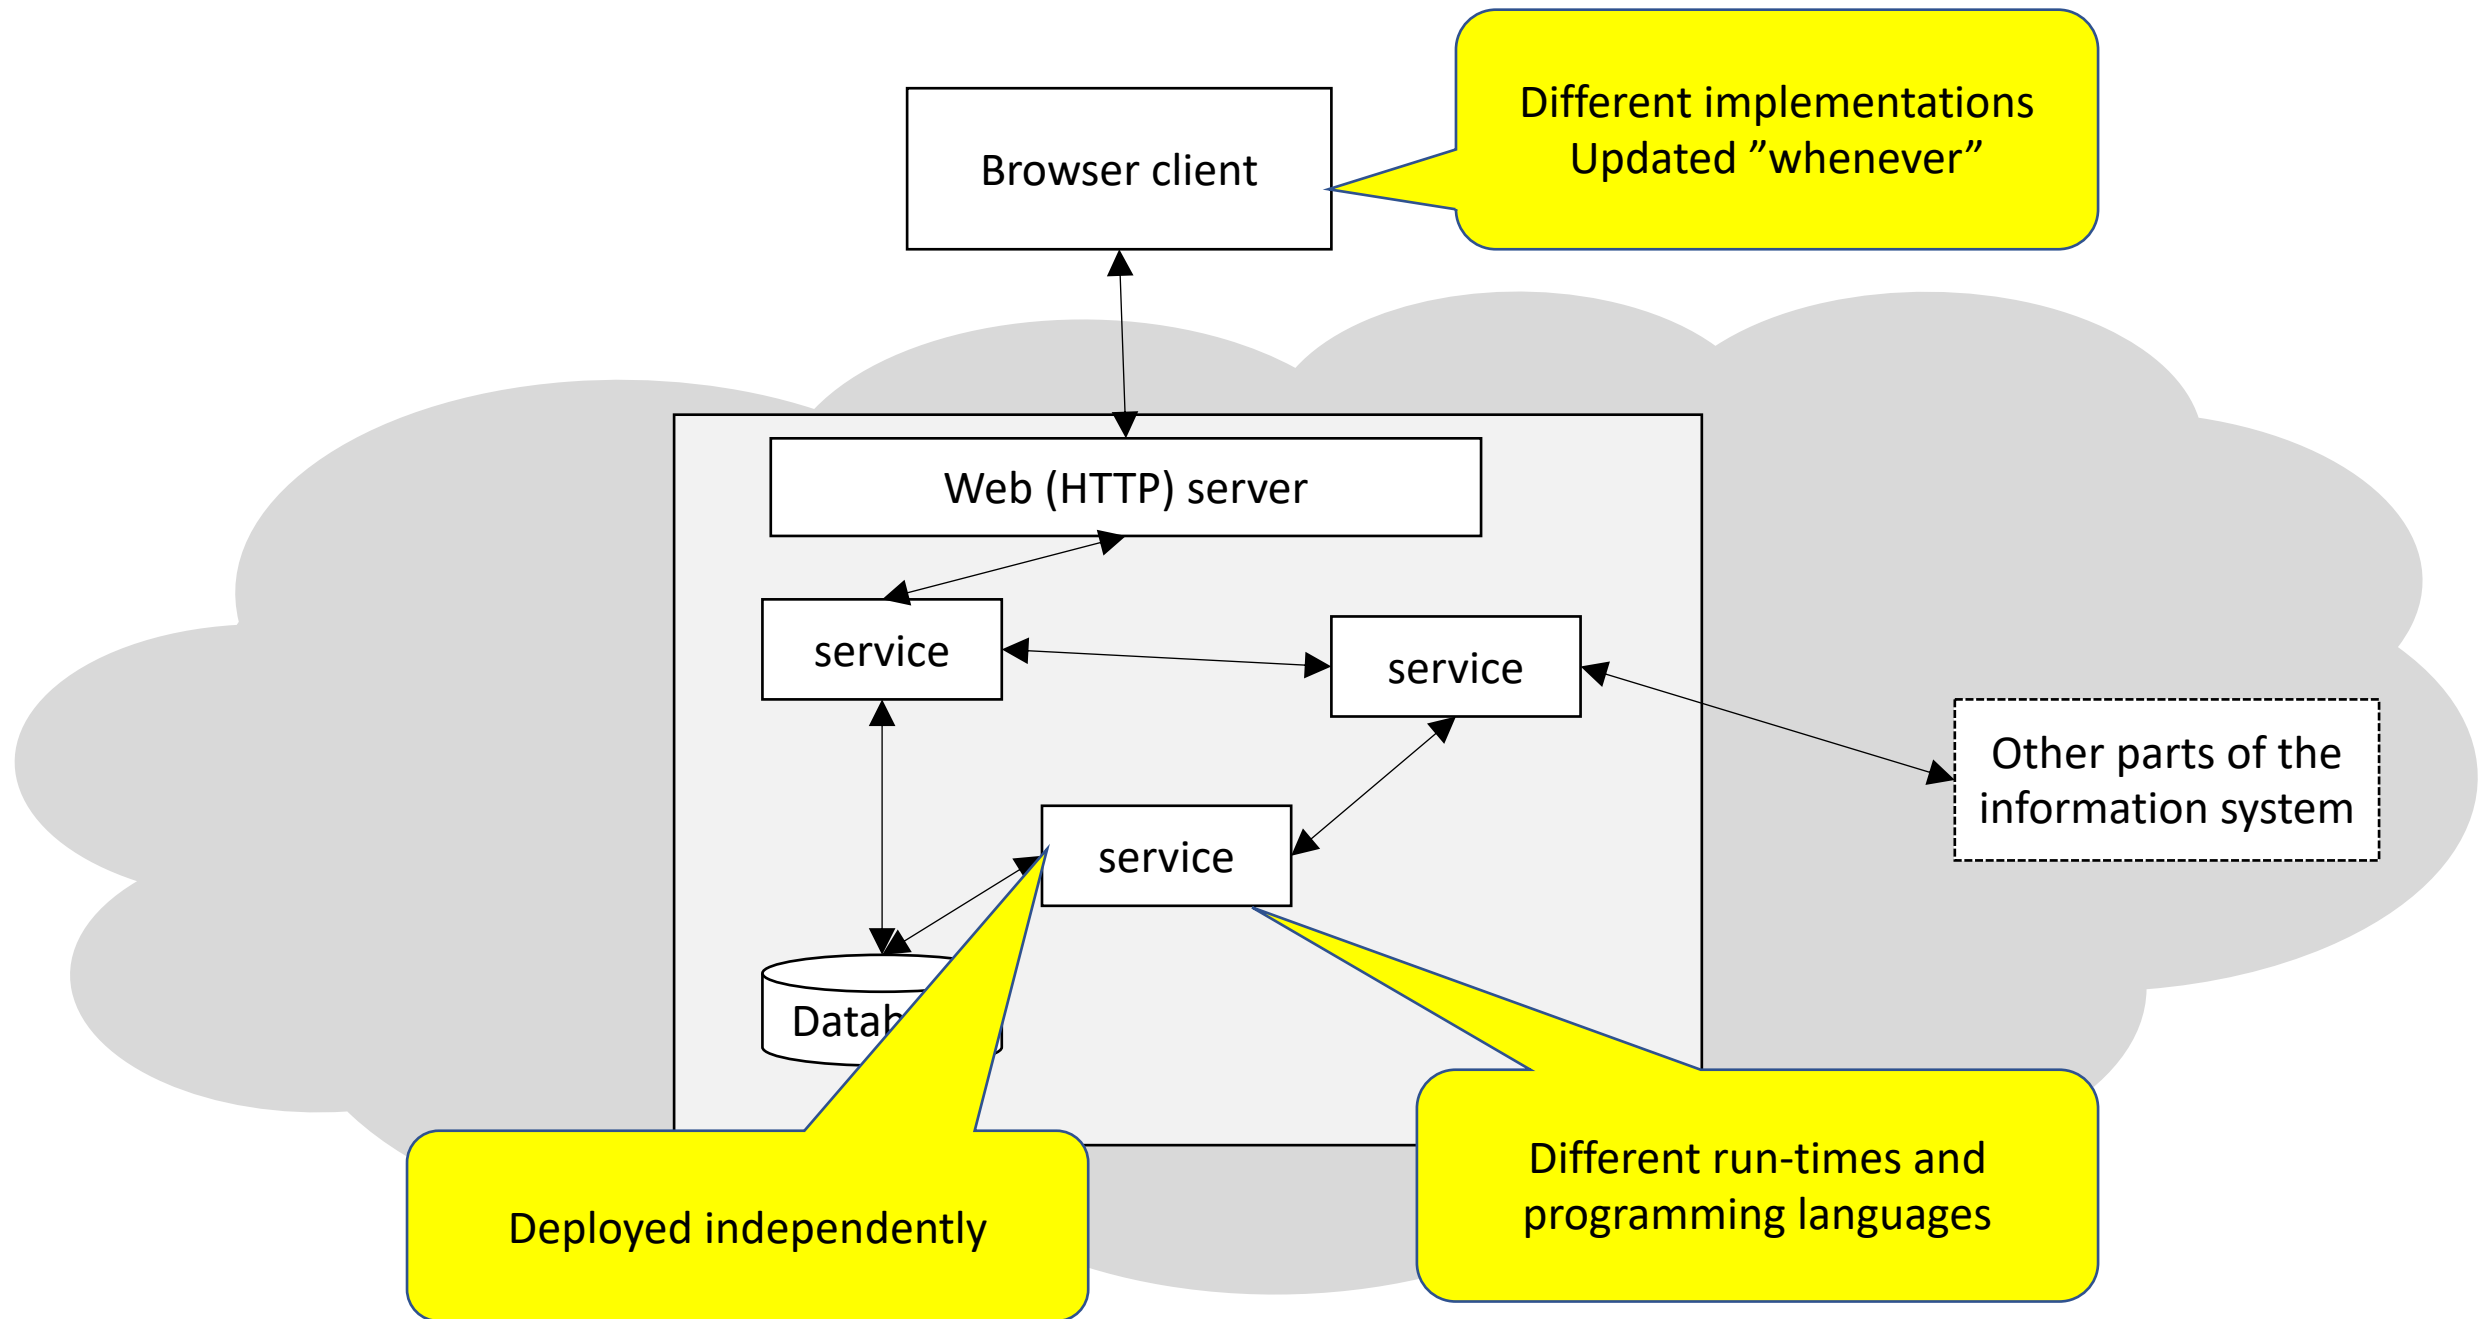 Different implementations
Updated ”whenever”
Browser client
Web (HTTP) server
service
service
Other parts of the
information system
service
Datab
Different run-times and
programming languages
Deployed independently